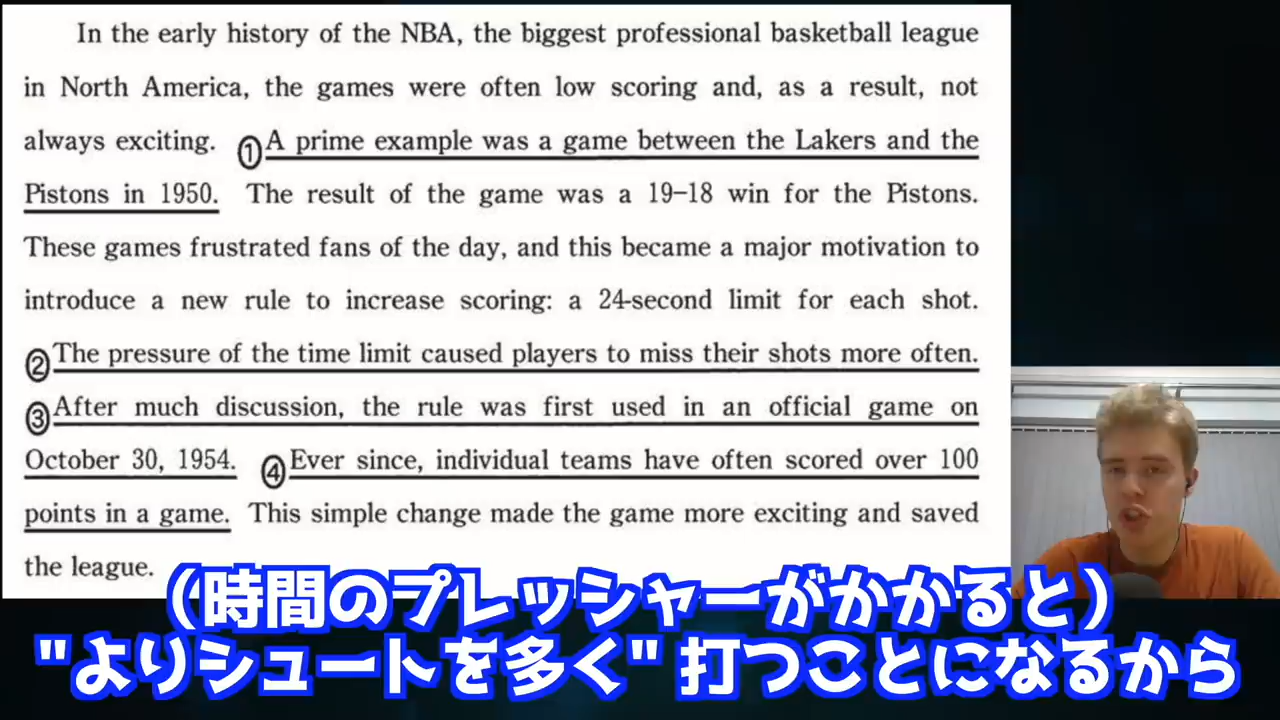 In the early history of the NBA, the biggest professional basketball league
in North America, the games were often low scoring and, as a result, not
always exciting. ①A prime example was a game between the Lakers and the
Pistons in 1950. The result of the game was a 19–18 win for the Pistons.
These games frustrated fans of the day, and this became a major motivation to
introduce a new rule to increase scoring: a 24-second limit for each shot.
②The pressure of the time limit caused players to miss their shots more often.
③After much discussion, the rule was first used in an official game on
October 30, 1954. ④Ever since, individual teams have often scored over 100
points in a game. This simple change made the game more exciting and saved
the league.
（時間のプレッシャーがかかると）
"よりシュートを多く" 打つことになるから